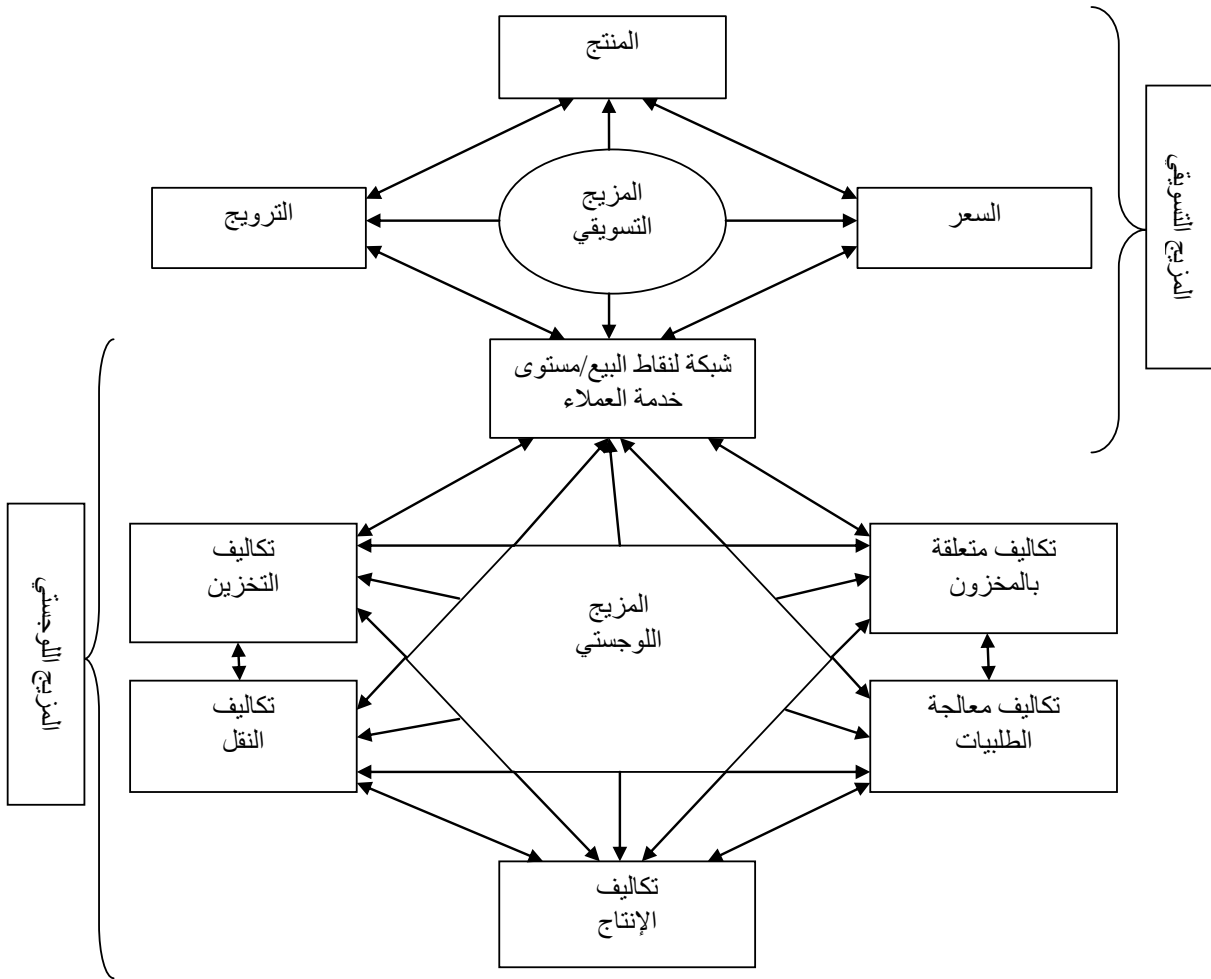 المنتج
المزيج
التسويقي
السعر
الترويج
المزيج التسويقي
شبكة لنقاط البيع/مستوى
خدمة العملاء
تكاليف متعلقة
بالمخزون
تكاليف
التخزين
المزيج
اللوجستي
المزيج اللوجستي
تكاليف معالجة
الطلبيات
تكاليف
النقل
تكاليف
الإنتاج